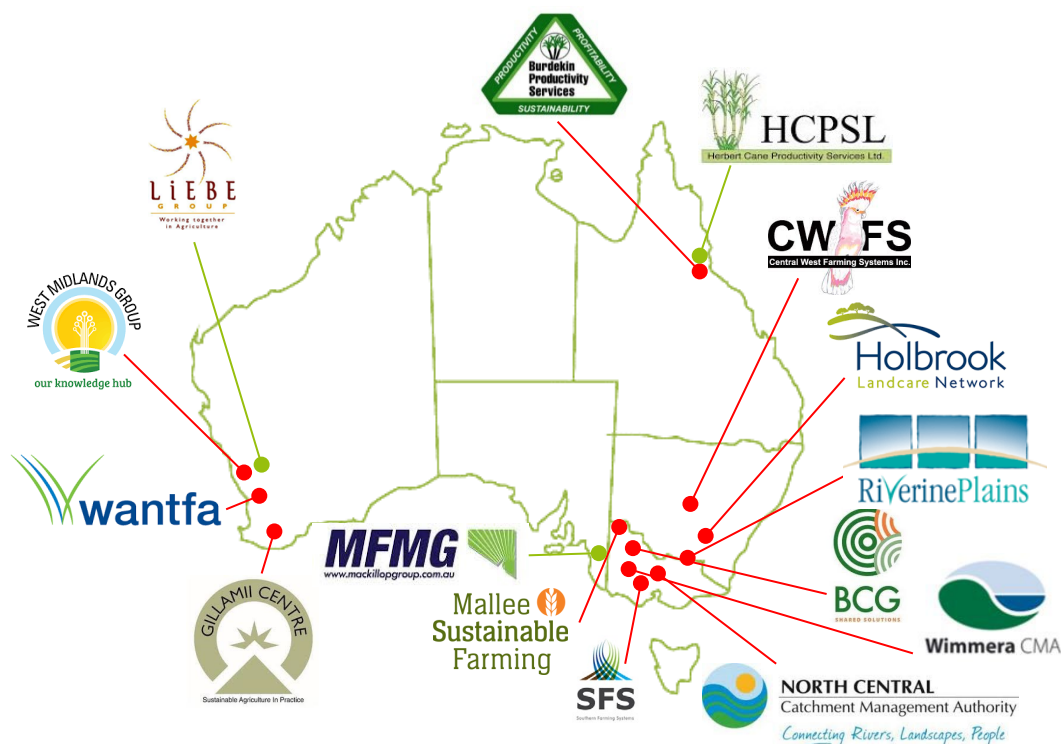 PRODUCTIVITY
PROFITABILITY
Burdekin
Productivity
Services
SUSTAINABILITY
HCPSL
Herbert Cane Productivity Services Ltd.
LiEBE
GROUP
Working together
in Agriculture
CWFS
Central West Farming Systems Inc.
WEST MIDLANDS GROUP
our knowledge hub
Holbrook
Landcare Network
RiVerinePlains
wantfa
MFMG
www.mackillopgroup.com.au
BCG
SHARED SOLUTIONS
GILLAMII CENTRE
Sustainable Agriculture In Practice
Mallee
Sustainable
Farming
Wimmera CMA
SFS
Southern Farming Systems
NORTH CENTRAL
Catchment Management Authority
Connecting Rivers, Landscapes, People